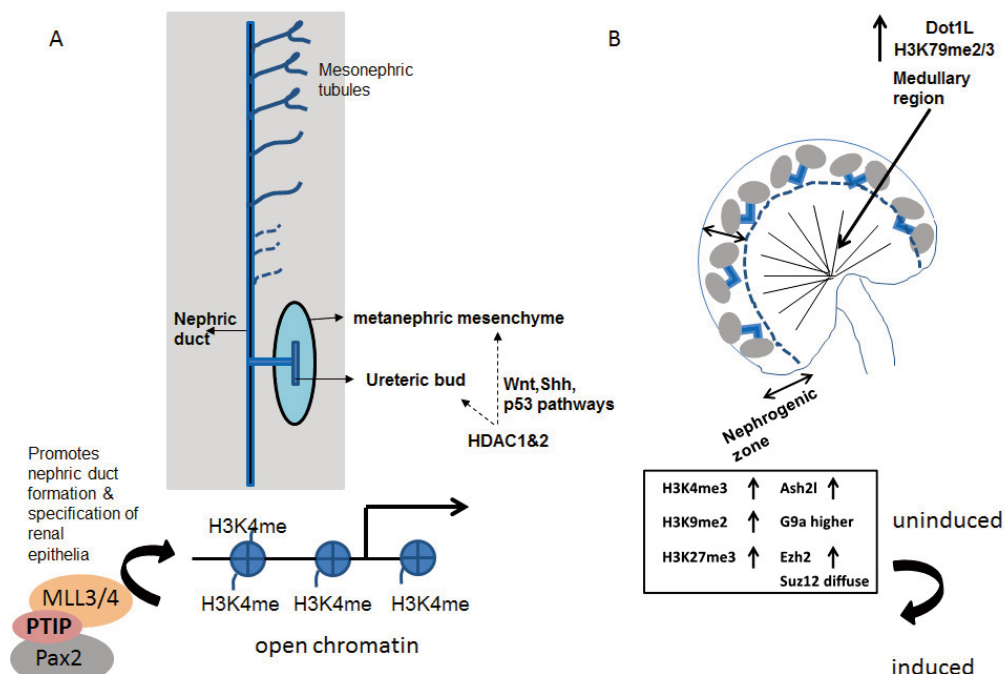 A
Mesonephric
tubules
Nephric
duct
metanephric mesenchyme
Ureteric bud
Wnt,Shh,
p53 pathways
HDAC1&2
Promotes
nephric duct
formation &
specification of
renal
epithelia
MLL3/4
PTIP
Pax2
H3K4me
H3K4me
H3K4me
H3K4me
open chromatin
B
Dot1L
H3K79me2/3
Medullary
region
Nephrogenic
zone
H3K4me3 Ash2l
H3K9me2 G9a higher
H3K27me3 Ezh2
Suz12 diffuse
uninduced
induced